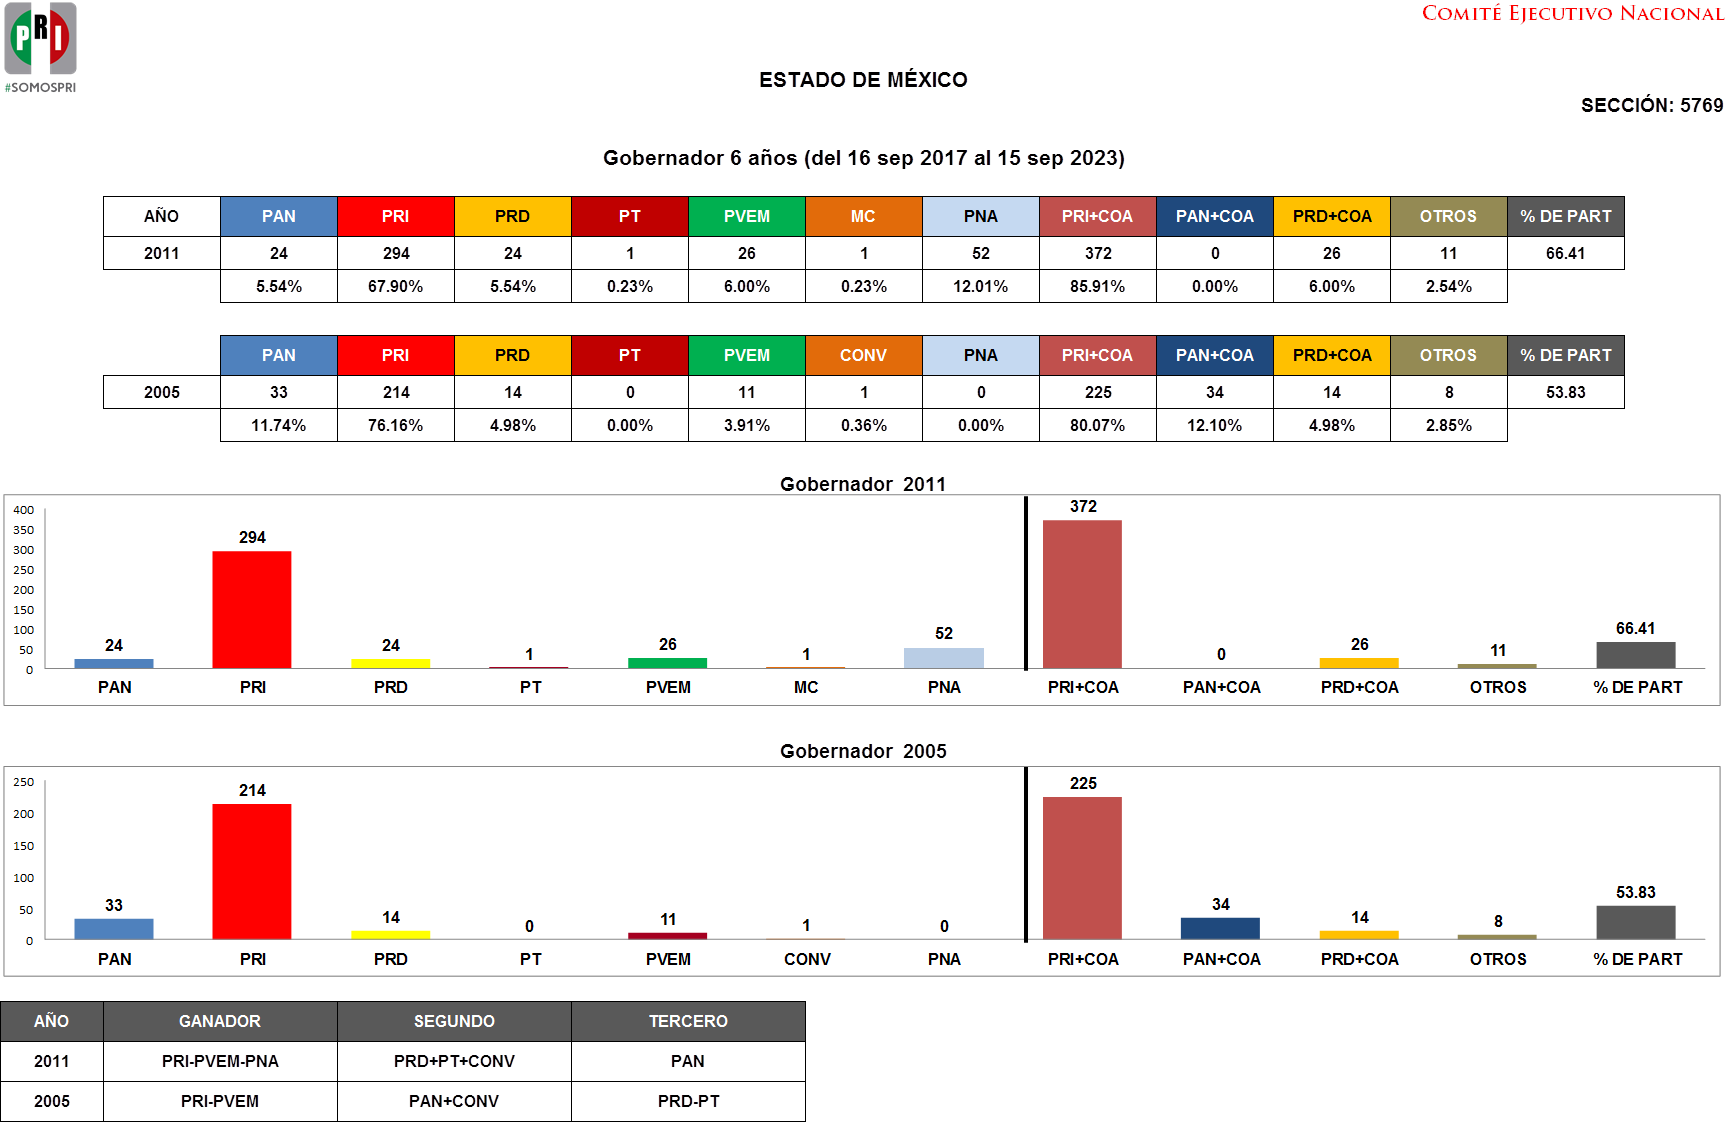 PRI
#SOMOSPRI
COMITÉ EJECUTIVO NACIONAL
ESTADO DE MÉXICO
SECCIÓN: 5769
Gobernador 6 años (del 16 sep 2017 al 15 sep 2023)
AÑO PAN PRI PRD PT PVEM MC PNA PRI+COA PAN+COA PRD+COA OTROS % DE PART
2011 24 294 24 1 26 1 52 372 0 26 11 66.41
5.54% 67.90% 5.54% 0.23% 6.00% 0.23% 12.01% 85.91% 0.00% 6.00% 2.54%
PAN PRI PRD PT PVEM CONV PNA PRI+COA PAN+COA PRD+COA OTROS % DE PART
2005 33 214 14 0 11 1 0 225 34 14 8 53.83
11.74% 76.16% 4.98% 0.00% 3.91% 0.36% 0.00% 80.07% 12.10% 4.98% 2.85%
Gobernador 2011
400
350
300
250
200
150
100
50
0
24 294 24 1 26 1 52 372 0 26 11 66.41
PAN PRI PRD PT PVEM MC PNA PRI+COA PAN+COA PRD+COA OTROS % DE PART
Gobernador 2005
250
200
150
100
50
0
33 214 14 0 11 1 0 225 34 14 8 53.83
PAN PRI PRD PT PVEM CONV PNA PRI+COA PAN+COA PRD+COA OTROS % DE PART
AÑO GANADOR SEGUNDO TERCERO
2011 PRI-PVEM-PNA PRD+PT+CONV PAN
2005 PRI-PVEM PAN+CONV PRD-PT